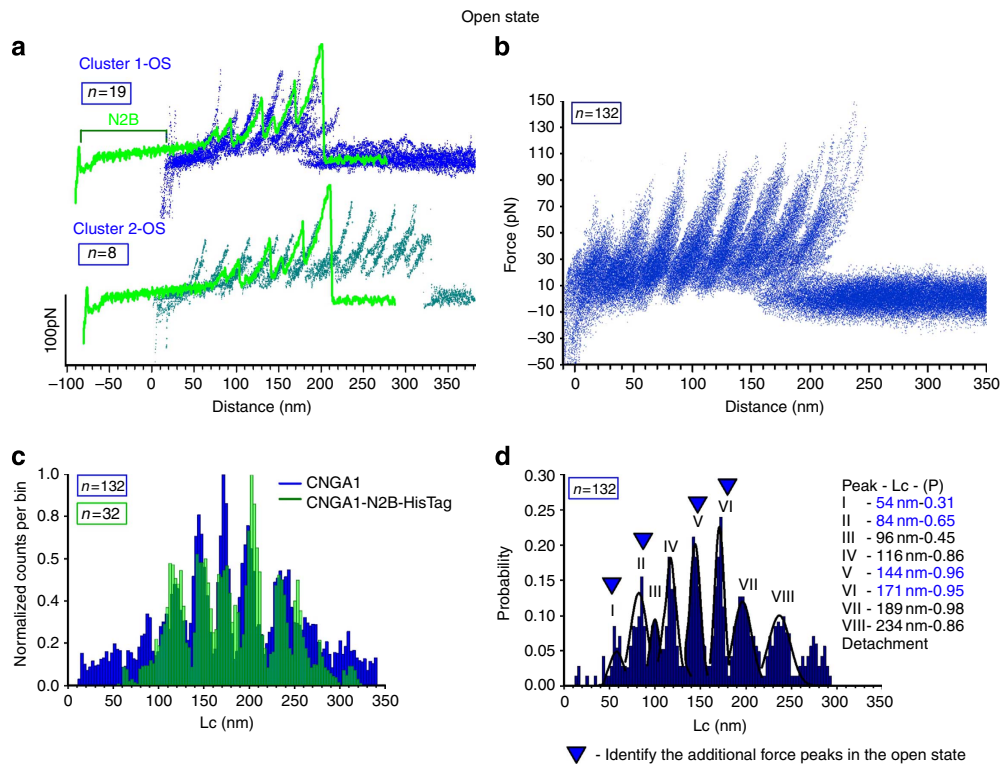 Open state
a
Cluster 1-OS
n=19
N2B
Cluster 2-OS
n=8
100pN
−100 −50 0 50 100 150 200 250 300 350
Distance (nm)
b
n=132
150
130
110
90
70
50
30
10
−10
−30
−50
Force (pN)
0 50 100 150 200 250 300 350
Distance (nm)
c
n=132
n=32
CNGA1
CNGA1-N2B-HisTag
1.0
0.8
0.6
0.4
0.2
0.0
Normalized counts per bin
0 50 100 150 200 250 300 350
Lc (nm)
d
n=132
0.30
0.25
0.20
0.15
0.10
0.05
0.00
Probability
I II III IV V VI VII VIII
0 50 100 150 200 250 300 350
Lc (nm)
Peak - Lc - (P)
I - 54 nm-0.31
II - 84 nm-0.65
III - 96 nm-0.45
IV - 116 nm-0.86
V - 144 nm-0.96
VI - 171 nm-0.95
VII - 189 nm-0.98
VIII- 234 nm-0.86
Detachment
- Identify the additional force peaks in the open state